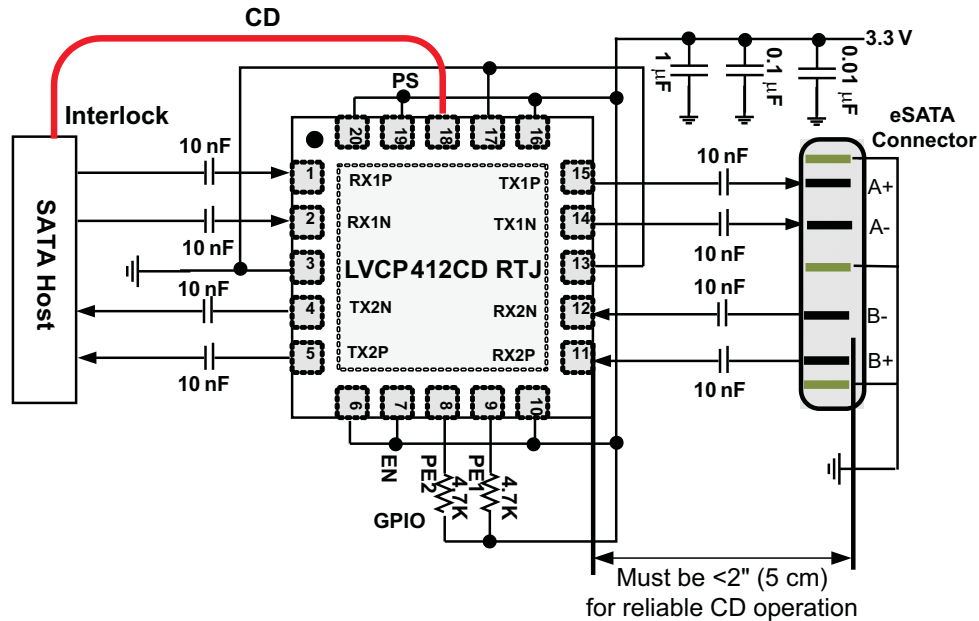 CD
3.3 V
1 µF
0.1 µF
0.01 µF
PS
Interlock
eSATA
Connector
20
19
18
17
16
10 nF
10 nF
1
RX1P
TX1P
15
A+
2
RX1N
TX1N
14
A-
10 nF
10 nF
SATA Host
3
LVCP412CD RTJ
13
10 nF
10 nF
4
TX2N
RX2N
12
B-
5
TX2P
RX2P
11
B+
10 nF
10 nF
6
7
8
9
10
EN
PE2
4.7K
PE1
4.7K
GPIO
Must be <2" (5 cm)
for reliable CD operation